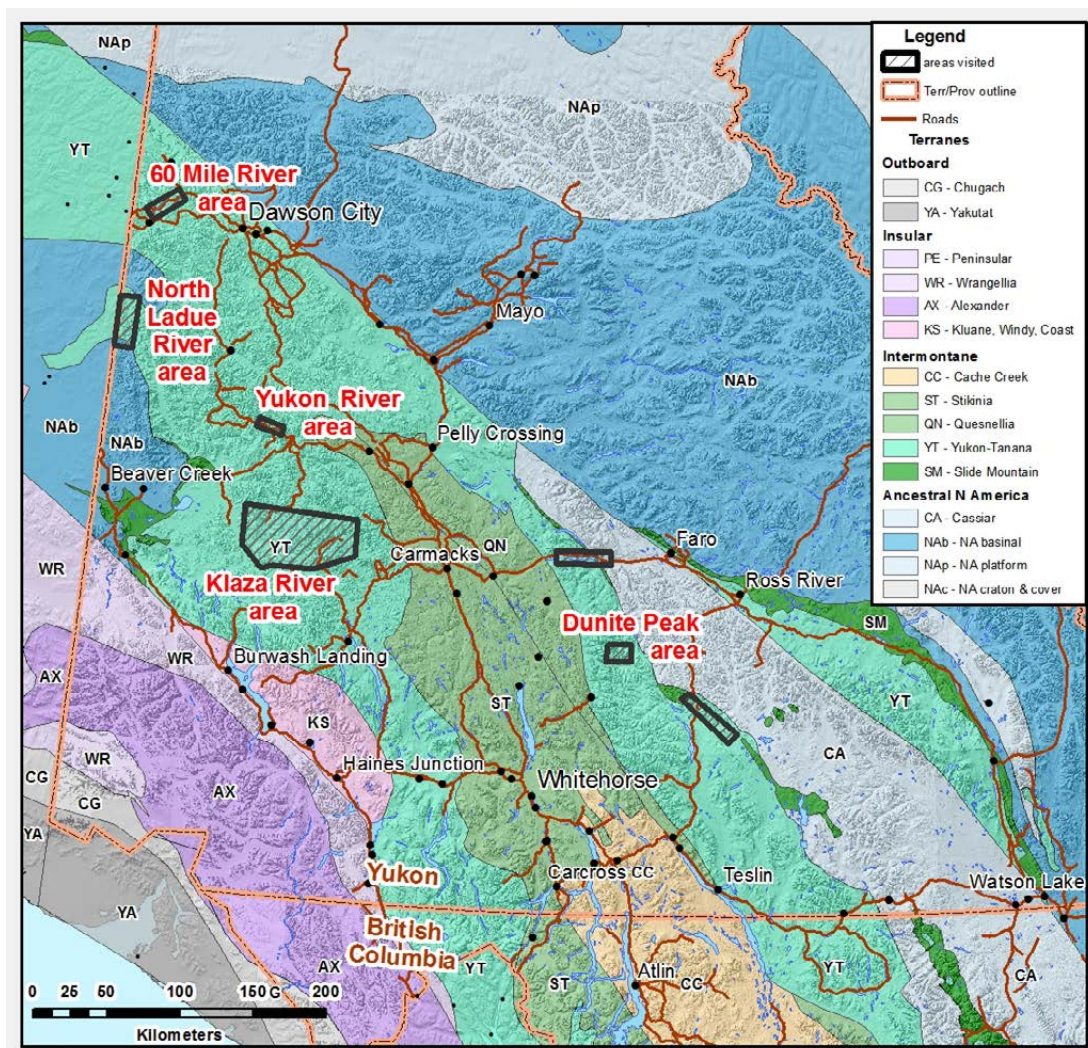 NAp
NAp
YT
60 Mile River
area
Dawson City
North
Ladue
River
area
Mayo
NAb
Yukon River
area
Pelly Crossing
NAb
NAb
Beaver Creek
YT
Klaza River
area
Carmacks
QN
Faro
Ross River
WR
Dunite Peak
area
SM
WR
Burwash Landing
AX
YT
ST
KS
CA
WR
Haines Junction
Whitehorse
CG
AX
CG
YA
Carcross CC
Teslin
Watson Lake
Yukon
YA
British
Columbia
AX
YT
ST
Atlin
CC
YT
CA
G
0 25 50 100 150 200
Kilometers
Legend
areas visited
Terr/Prov outline
Roads
Terranes
Outboard
CG - Chugach
YA - Yakutat
Insular
PE - Peninsular
WR - Wrangellia
AX - Alexander
KS - Kluane, Windy, Coast
Intermontane
CC - Cache Creek
ST - Stikinia
QN - Quesnellia
YT - Yukon-Tanana
SM - Slide Mountain
Ancestral N America
CA - Cassiar
NAb - NA basinal
NAp - NA platform
NAc - NA craton & cover